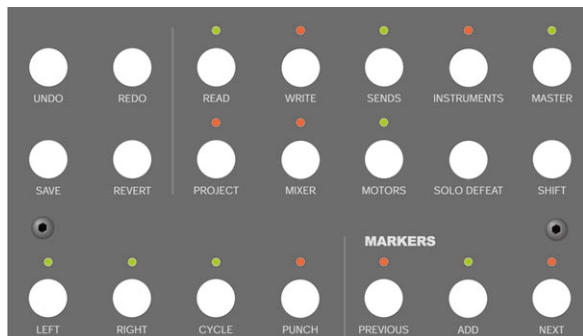 UNDO REDO READ WRITE SENDS INSTRUMENTS MASTER
SAVE REVERT PROJECT MIXER MOTORS SOLO DEFEAT SHIFT
MARKERS
LEFT RIGHT CYCLE PUNCH PREVIOUS ADD NEXT